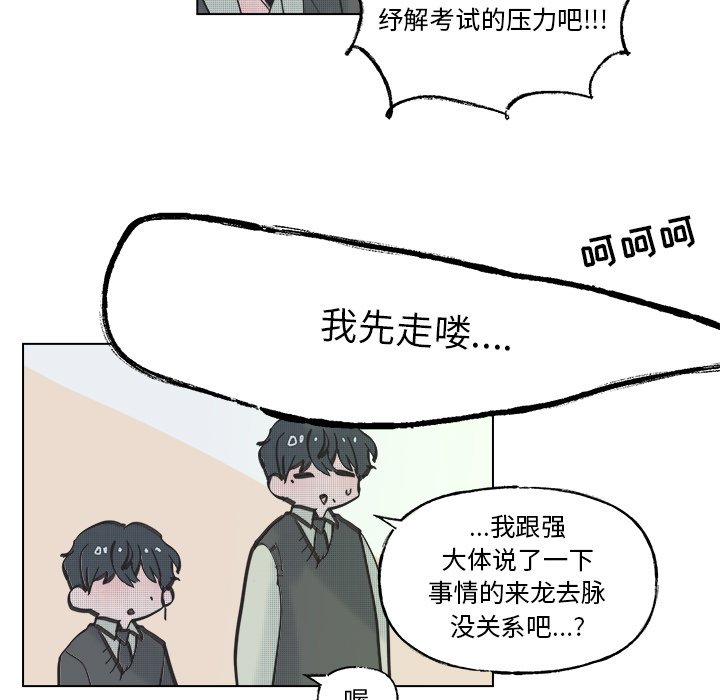 纾解考试的压力吧!!!
呵呵呵
我先走喽....
...我跟强
大体说了一下
事情的来龙去脉
没关系吧...?
喔